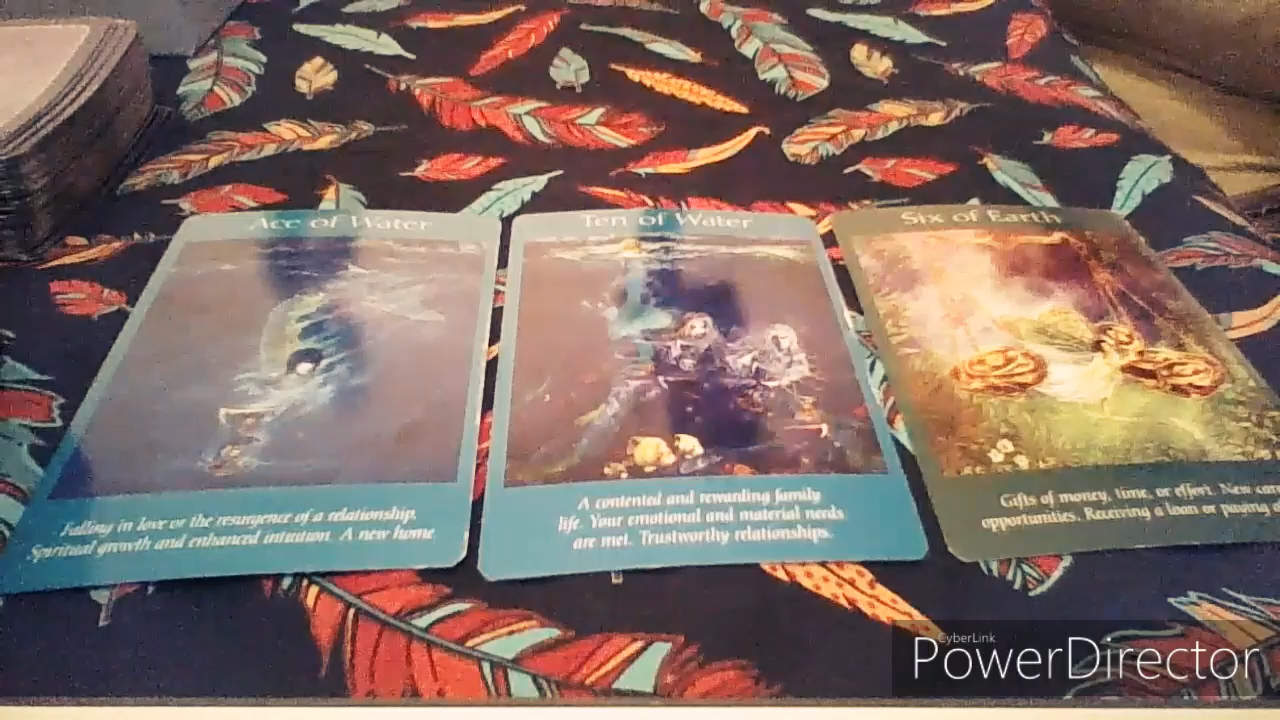 Ace of Water
Falling in love or the resurgence of a relationship.
Spiritual growth and enhanced intuition. A new home.
Ten of Water
A contented and rewarding family
life. Your emotional and material needs
are met. Trustworthy relationships.
Six of Earth
Gifts of money, time, or effort. New
opportunities. Receiving a loan or paying
CyberLink
PowerDirector